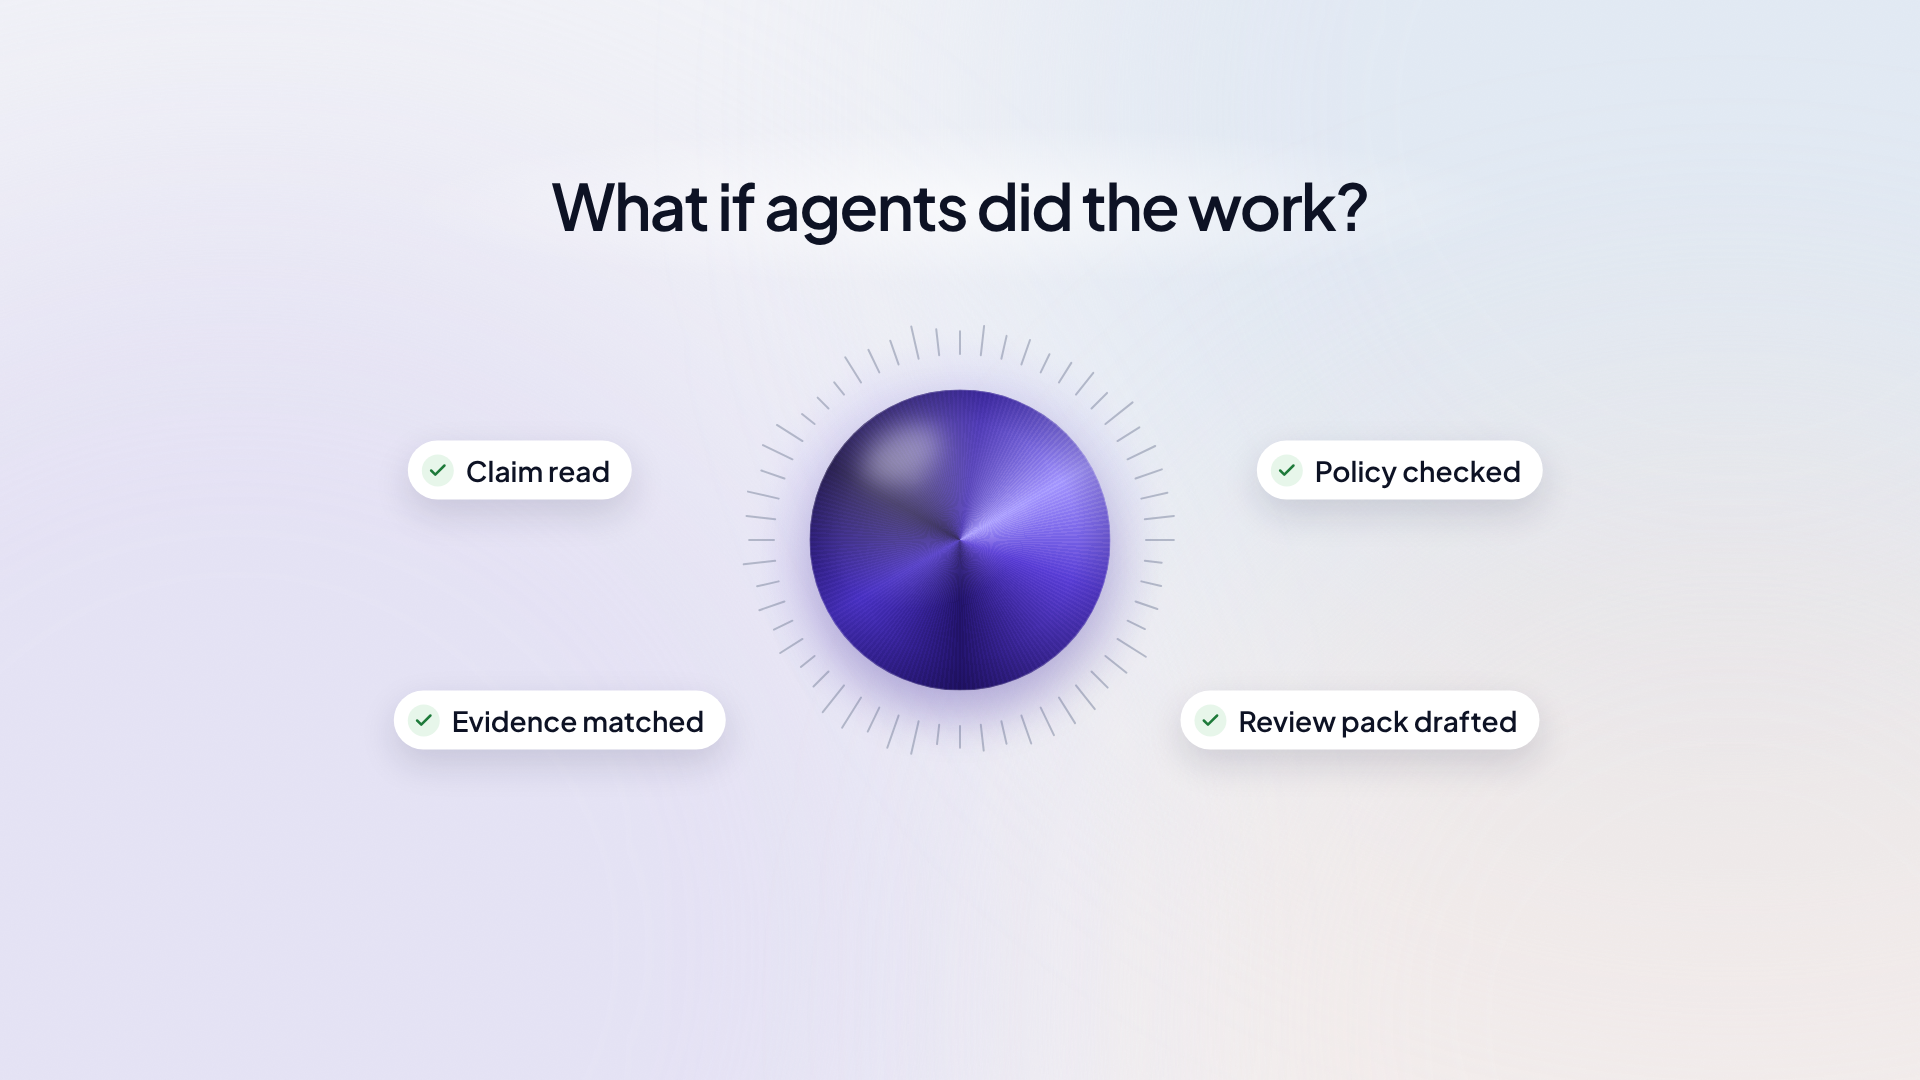 What if agents did the work?
Claim read
Policy checked
Evidence matched
Review pack drafted